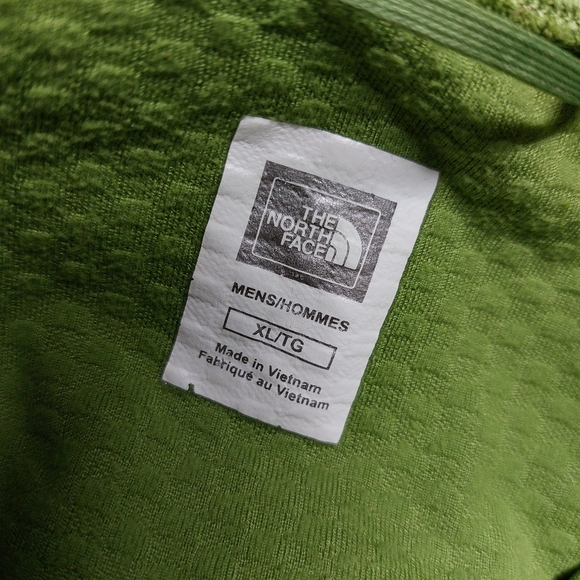 THE
NORTH
FACE
MENS/HOMMES
XL/TG
Made in Vietnam
Fabriqué au Vietnam